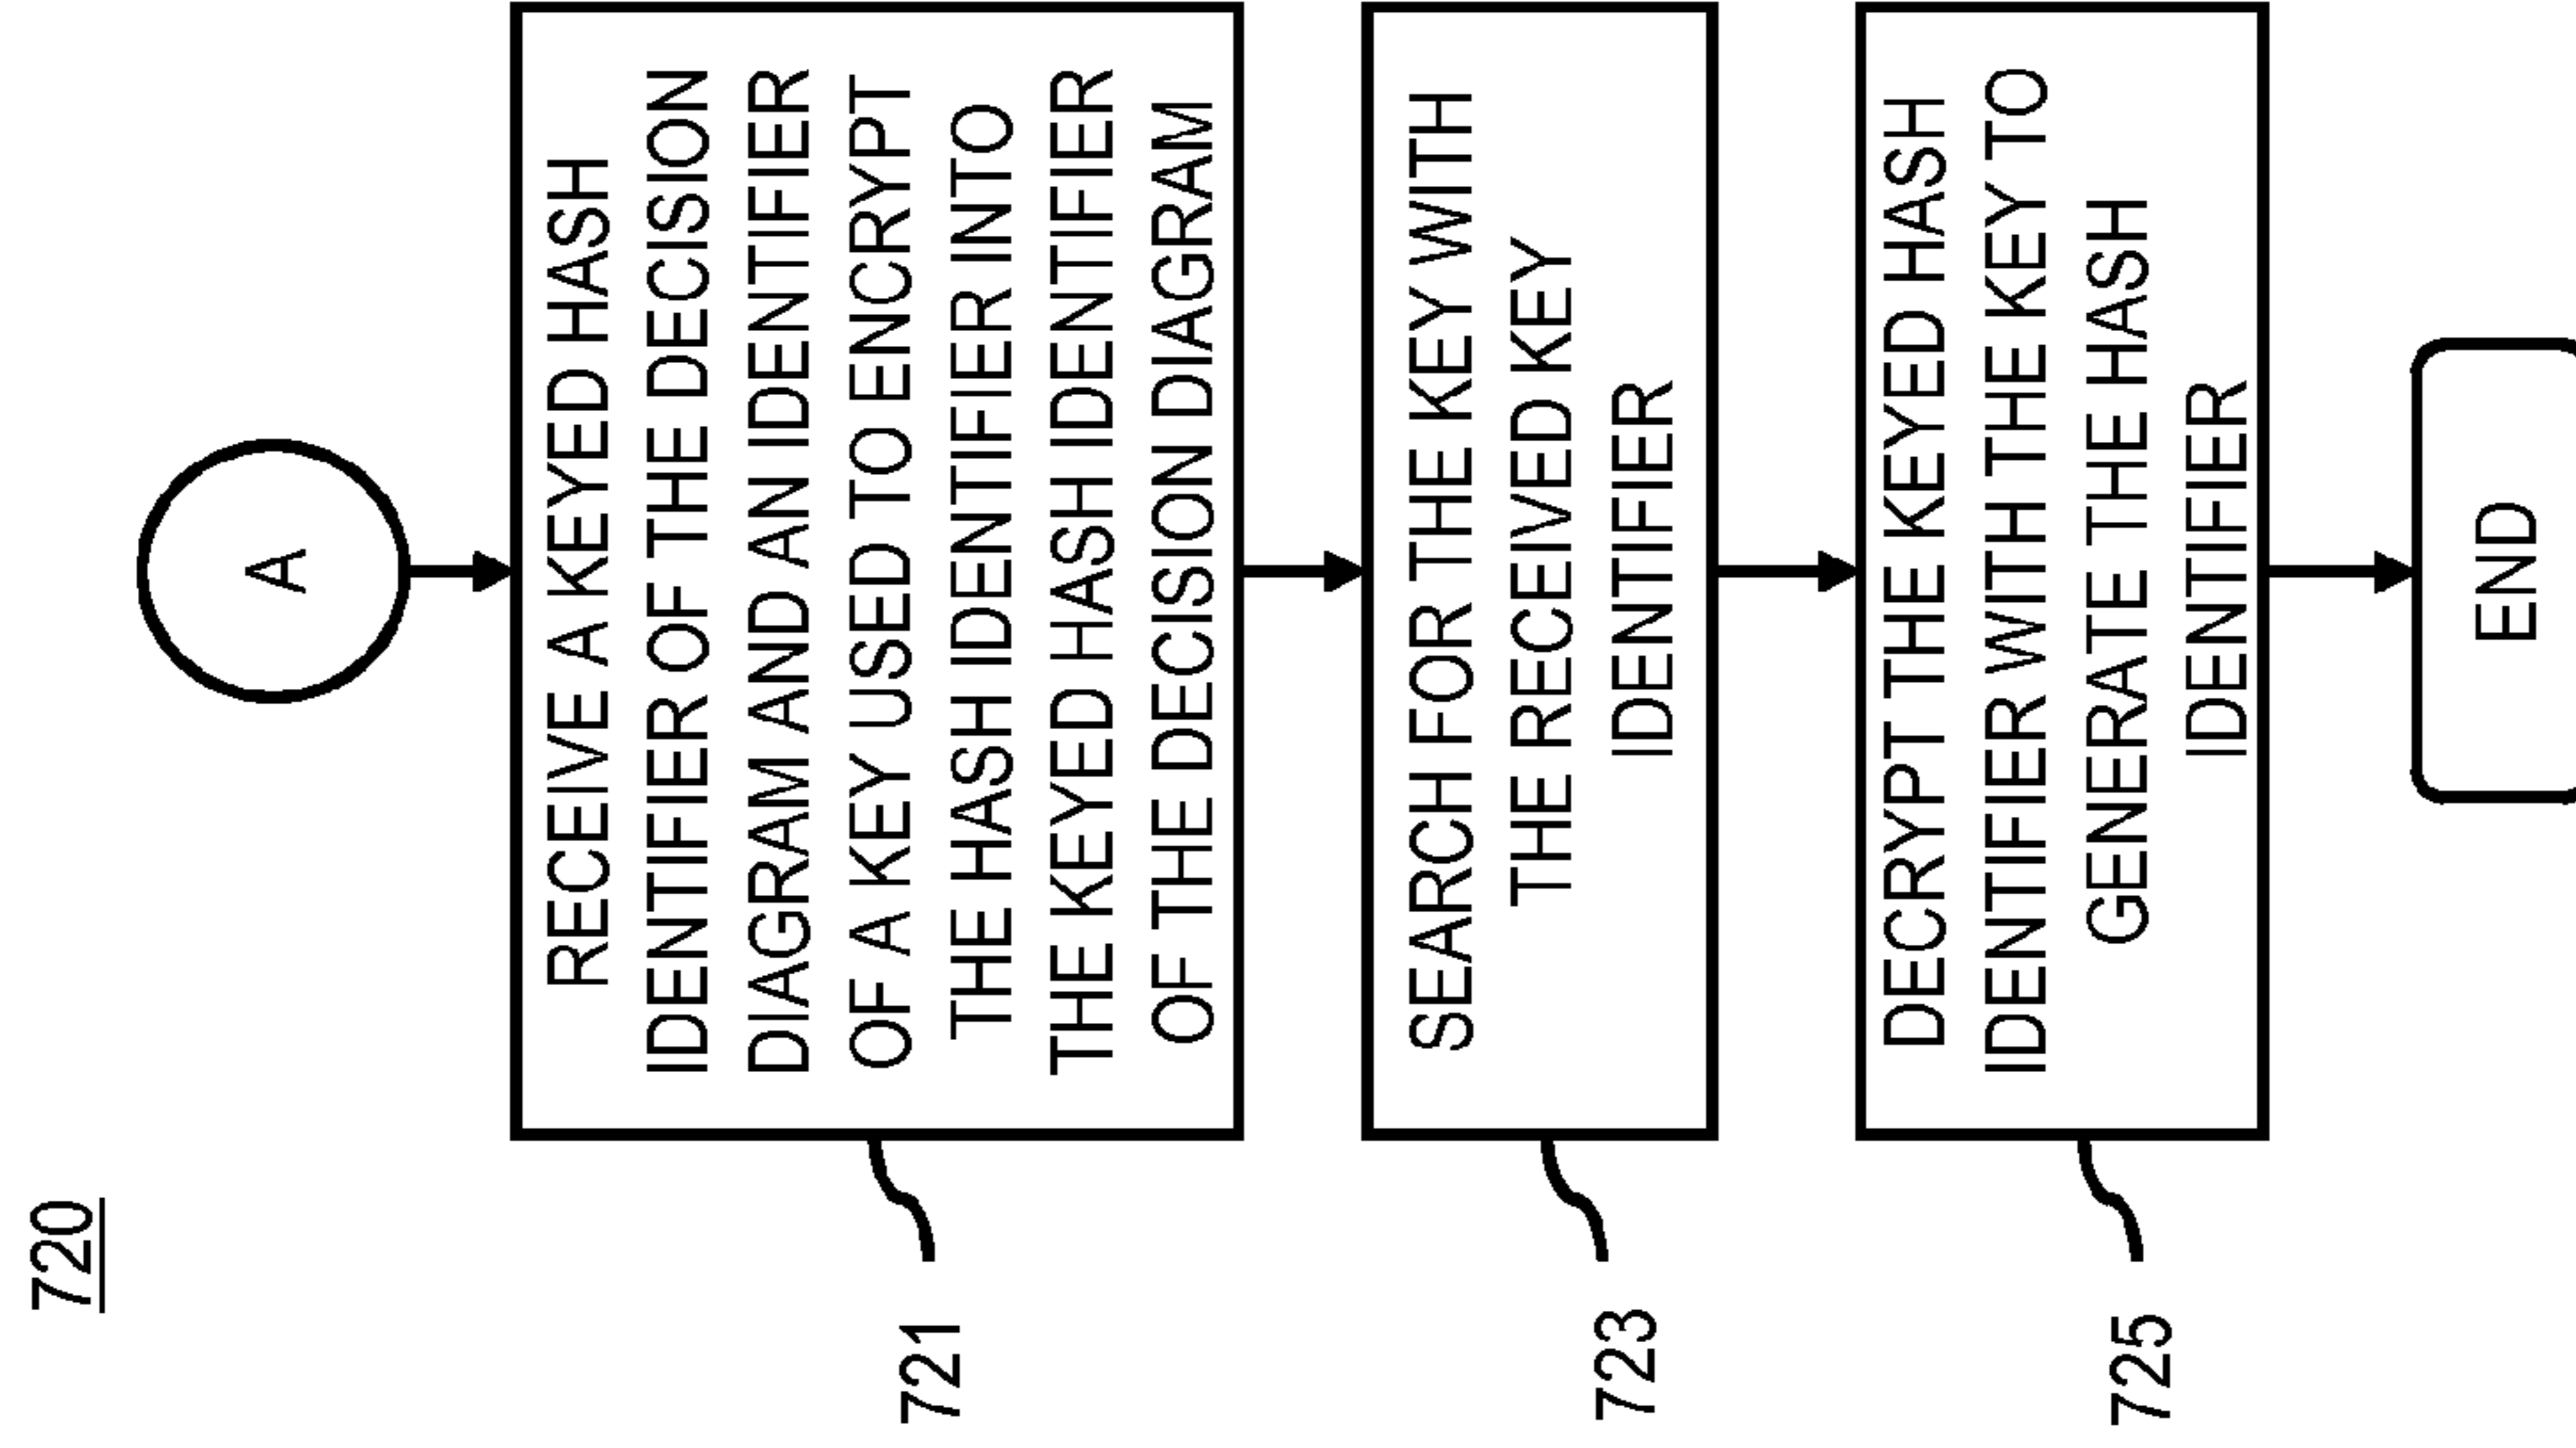 720
A
RECEIVE A KEYED HASH
IDENTIFIER OF THE DECISION
DIAGRAM AND AN IDENTIFIER
OF A KEY USED TO ENCRYPT
THE HASH IDENTIFIER INTO
THE KEYED HASH IDENTIFIER
OF THE DECISION DIAGRAM
721
SEARCH FOR THE KEY WITH
THE RECEIVED KEY
IDENTIFIER
723
DECRYPT THE KEYED HASH
IDENTIFIER WITH THE KEY TO
GENERATE THE HASH
IDENTIFIER
725
END